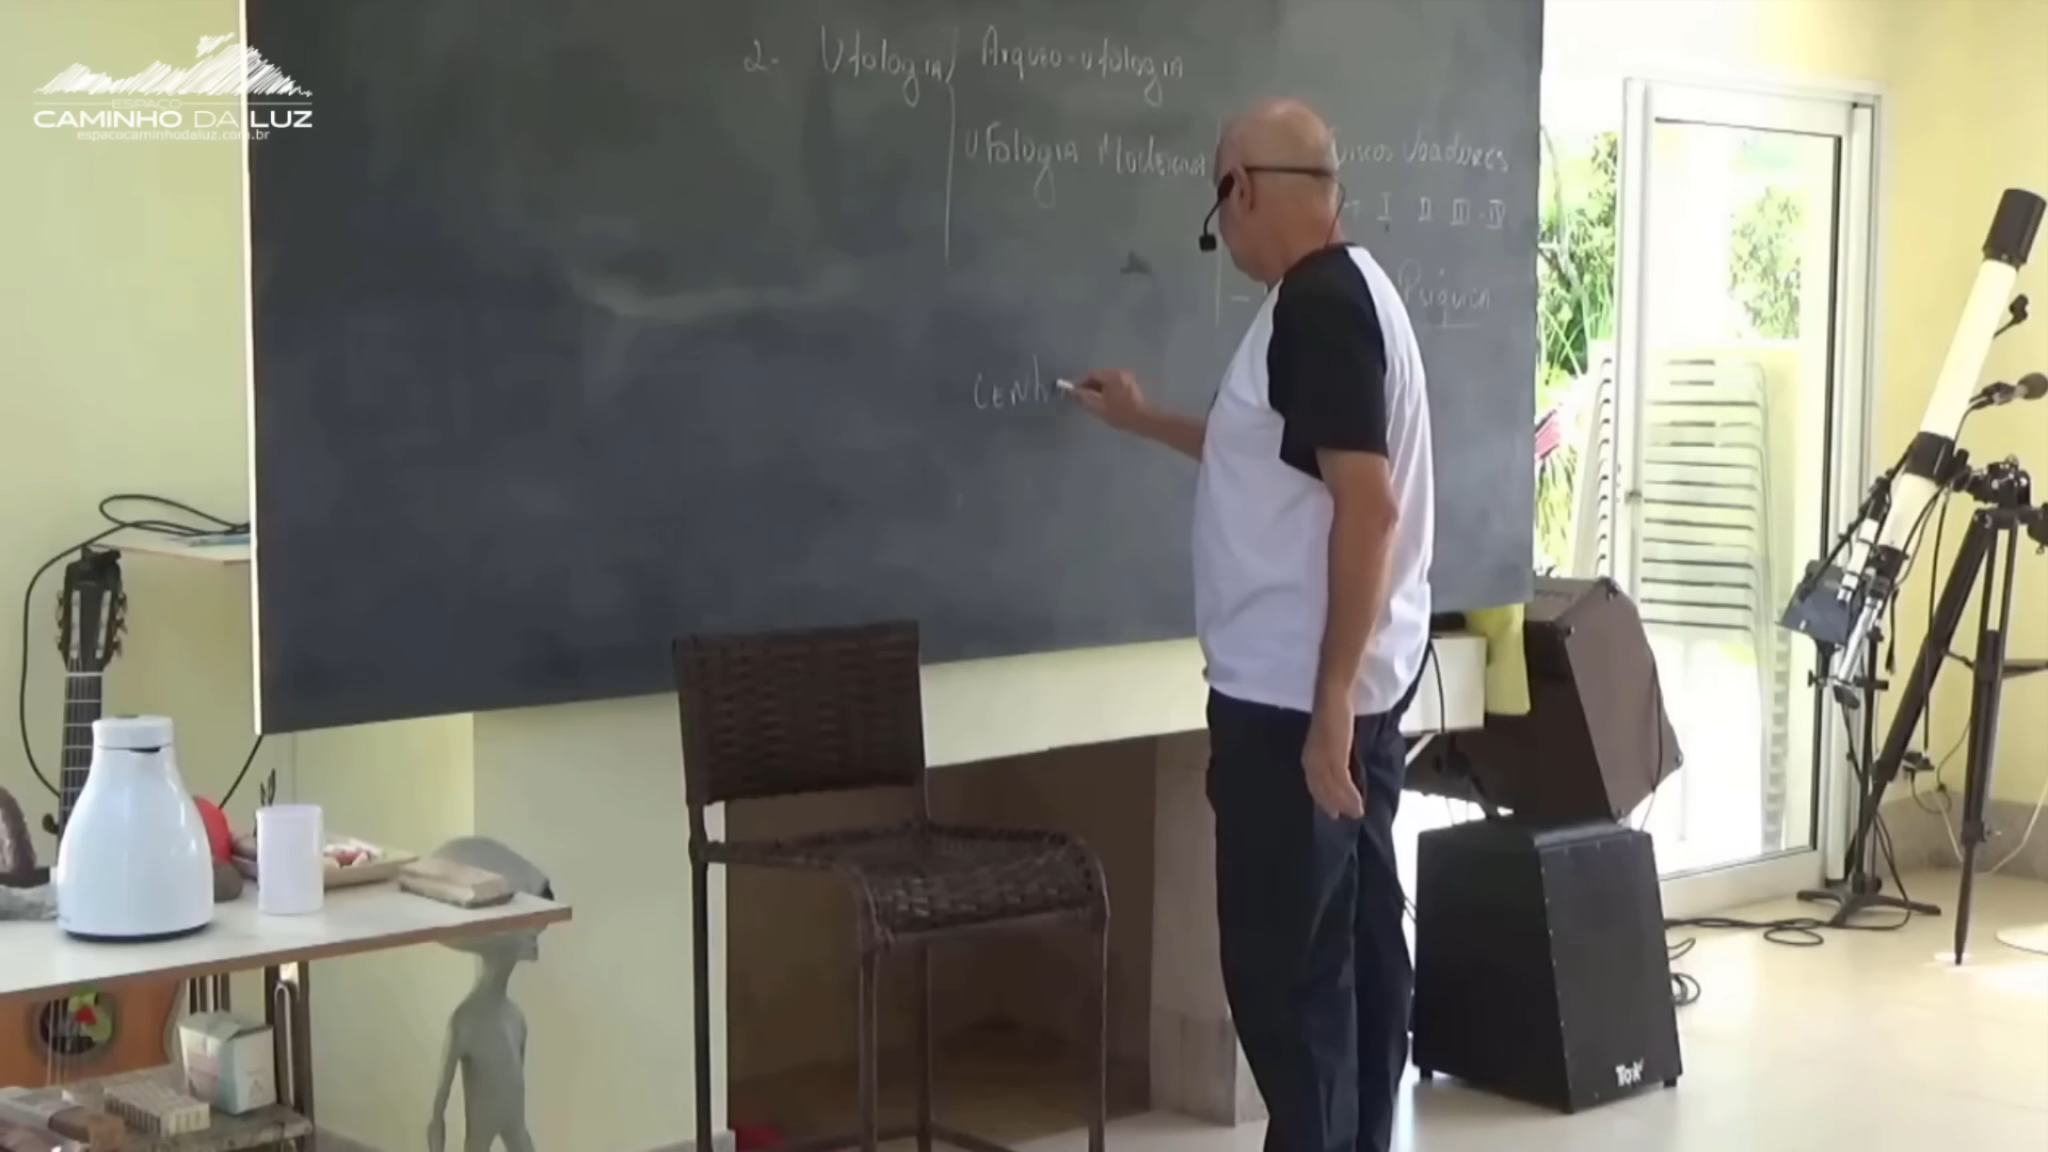 ESPAÇO
CAMINHO DA LUZ
espacocaminhodaluz.com.br
2- Ufologia Arqueo-ufologia
Ufologia Moderna Discos Voadores
I II III - IV
- Psíquica
CENh
Tok